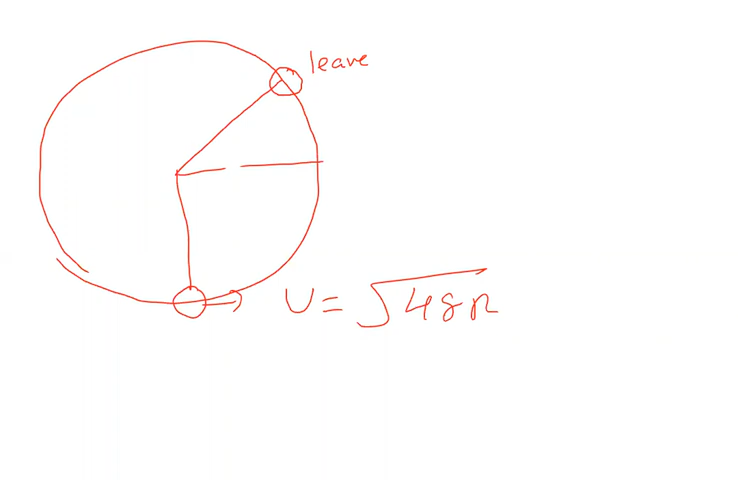 leave
U = √4gR